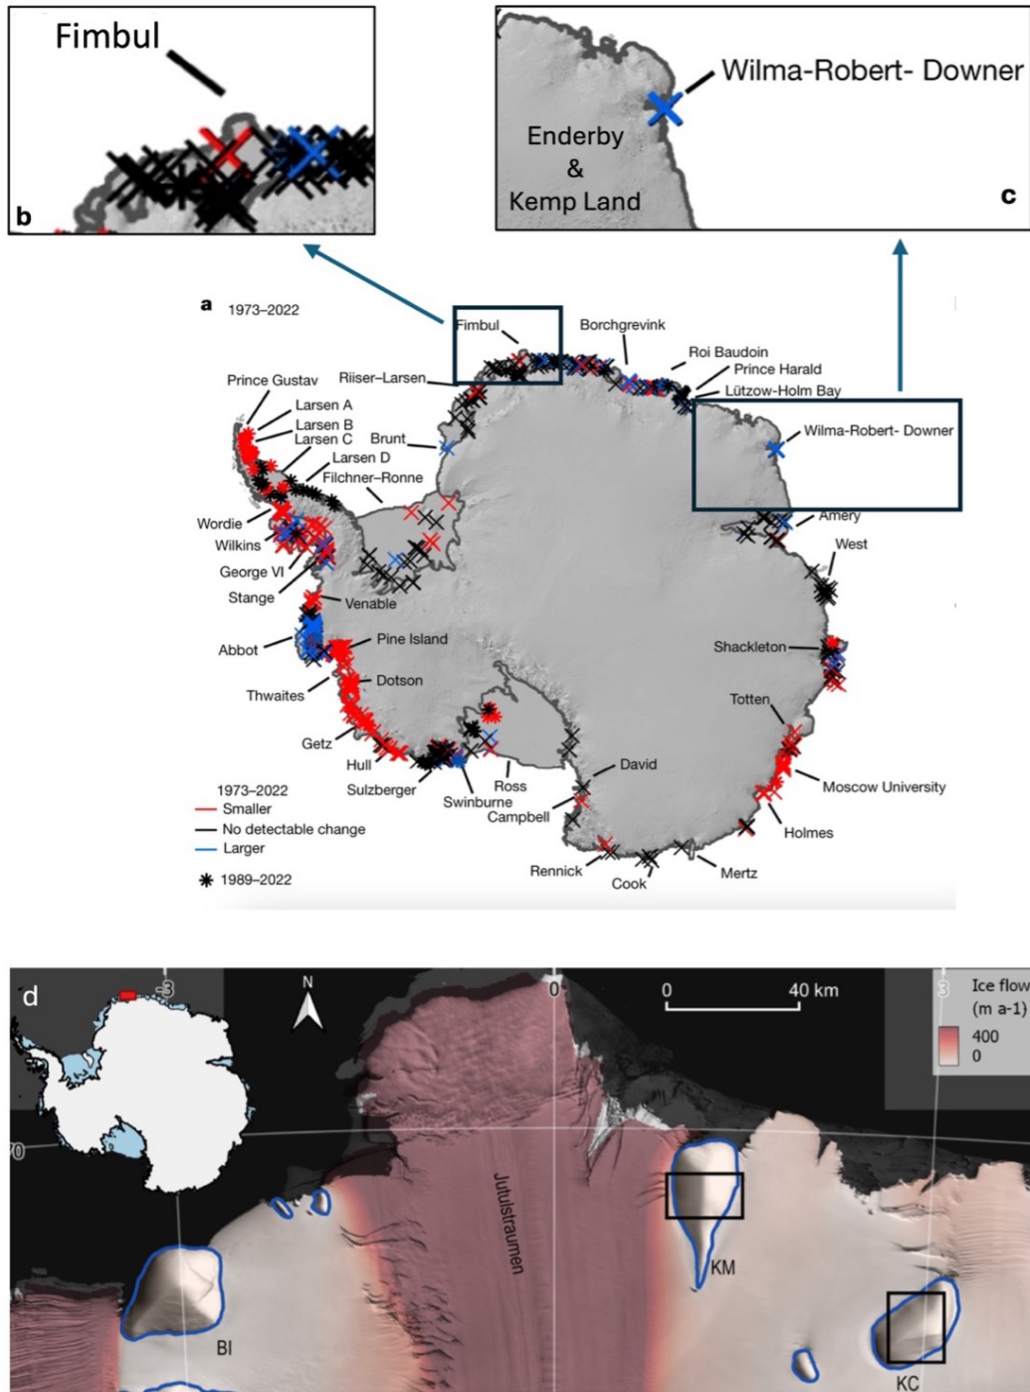 Fimbul
b
Wilma-Robert- Downer
Enderby
&
Kemp Land
c
a 1973–2022
Fimbul
Borchgrevink
Roi Baudoin
Prince Harald
Lützow-Holm Bay
Riiser–Larsen
Prince Gustav
Larsen A
Larsen B
Larsen C
Brunt
Larsen D
Filchner–Ronne
Wilma-Robert- Downer
Wordie
Wilkins
George VI
Stange
Amery
West
Venable
Abbot
Pine Island
Shackleton
Thwaites
Dotson
Totten
Getz
Hull
Sulzberger
Ross
Swinburne
Campbell
David
Moscow University
Holmes
Rennick
Cook
Mertz
1973–2022
Smaller
No detectable change
Larger
1989–2022
d
-3
N
0
0 40 km
3
Ice flow
(m a-1)
400
0
70
Jutulstraumen
KM
BI
KC